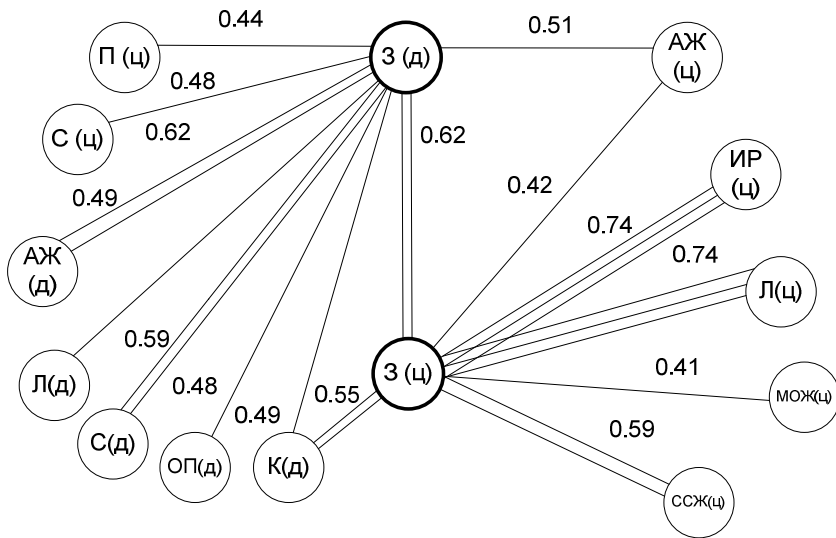 0.44
0.51
П (ц)
З (д)
АЖ
(ц)
0.48
С (ц)
0.62
0.62
ИР
(ц)
0.49
0.42
0.74
0.74
АЖ
(д)
Л(ц)
0.59
З (ц)
0.41
Л(д)
0.48
0.55
МОЖ(ц)
0.49
0.59
С(д)
ОП(д)
К(д)
ССЖ(ц)